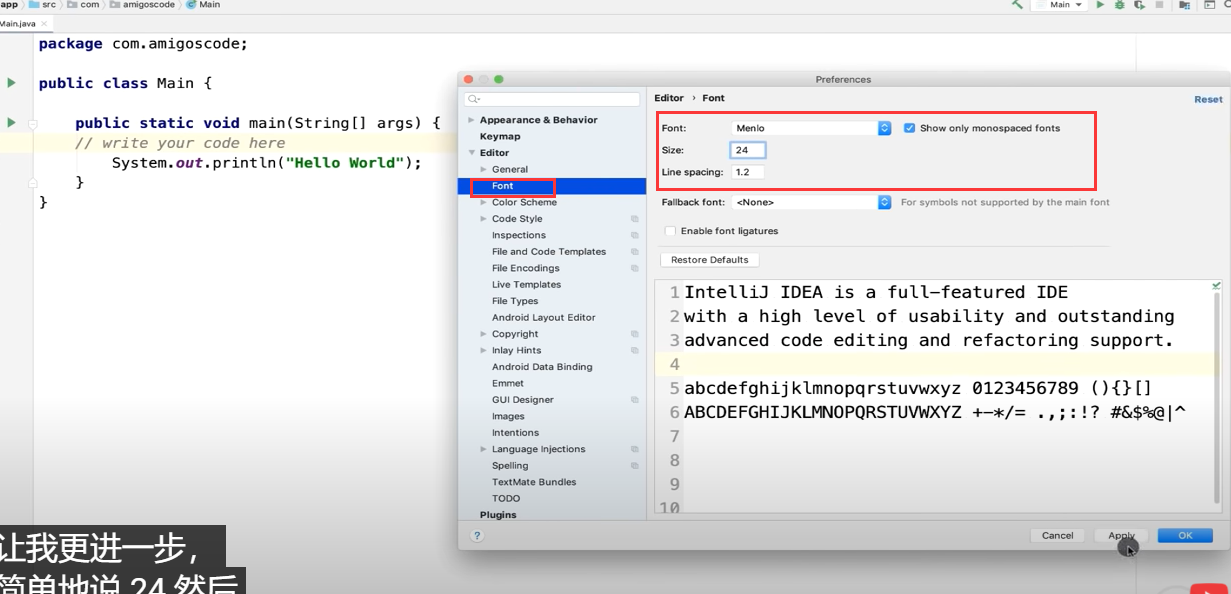 app src com amigoscode Main
Main
Main.java
package com.amigoscode;
public class Main {
public static void main(String[] args) {
// write your code here
System.out.println("Hello World");
}
}
Preferences
Appearance & Behavior
Keymap
Editor
General
Font
Color Scheme
Code Style
Inspections
File and Code Templates
File Encodings
Live Templates
File Types
Android Layout Editor
Copyright
Inlay Hints
Android Data Binding
Emmet
GUI Designer
Images
Intentions
Language Injections
Spelling
TextMate Bundles
TODO
Plugins
Editor › Font
Reset
Font: Menlo Show only monospaced fonts
Size: 24
Line spacing: 1.2
Fallback font: <None> For symbols not supported by the main font
Enable font ligatures
Restore Defaults
1 IntelliJ IDEA is a full-featured IDE
2 with a high level of usability and outstanding
3 advanced code editing and refactoring support.
4
5 abcdefghijklmnopqrstuvwxyz 0123456789 (){}[]
6 ABCDEFGHIJKLMNOPQRSTUVWXYZ +-*/= .,;:!? #&$%@|^
7
8
9
10
? Cancel Apply OK
让我更进一步，
简单地说 24 然后